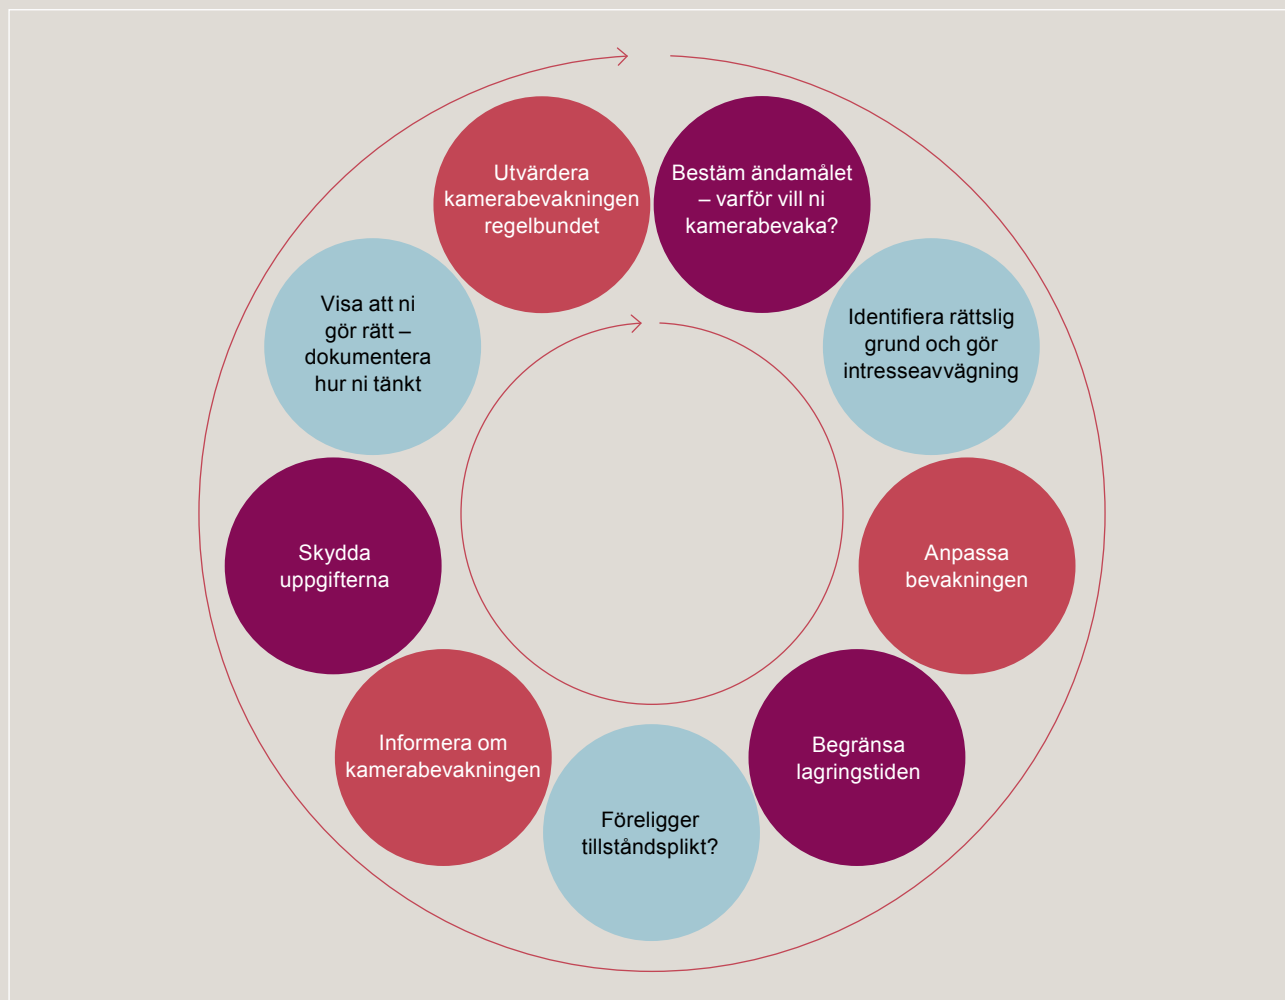 Bestäm ändamålet
– varför vill ni
kamerabevaka?
Identifiera rättslig
grund och gör
intresseavvägning
Anpassa
bevakningen
Begränsa
lagringstiden
Föreligger
tillståndsplikt?
Informera om
kamerabevakningen
Skydda
uppgifterna
Visa att ni
gör rätt –
dokumentera
hur ni tänkt
Utvärdera
kamerabevakningen
regelbundet